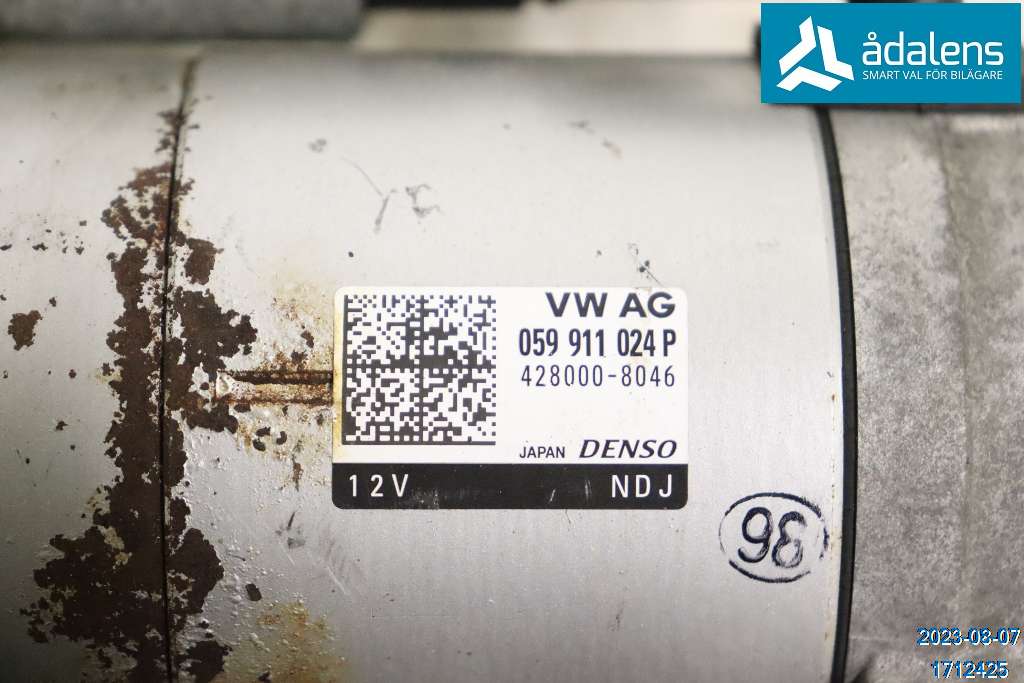 ådalens
SMART VAL FÖR BILÄGARE
VW AG
059 911 024 P
428000-8046
JAPAN DENSO
12V NDJ
36
2023-08-07
1712425